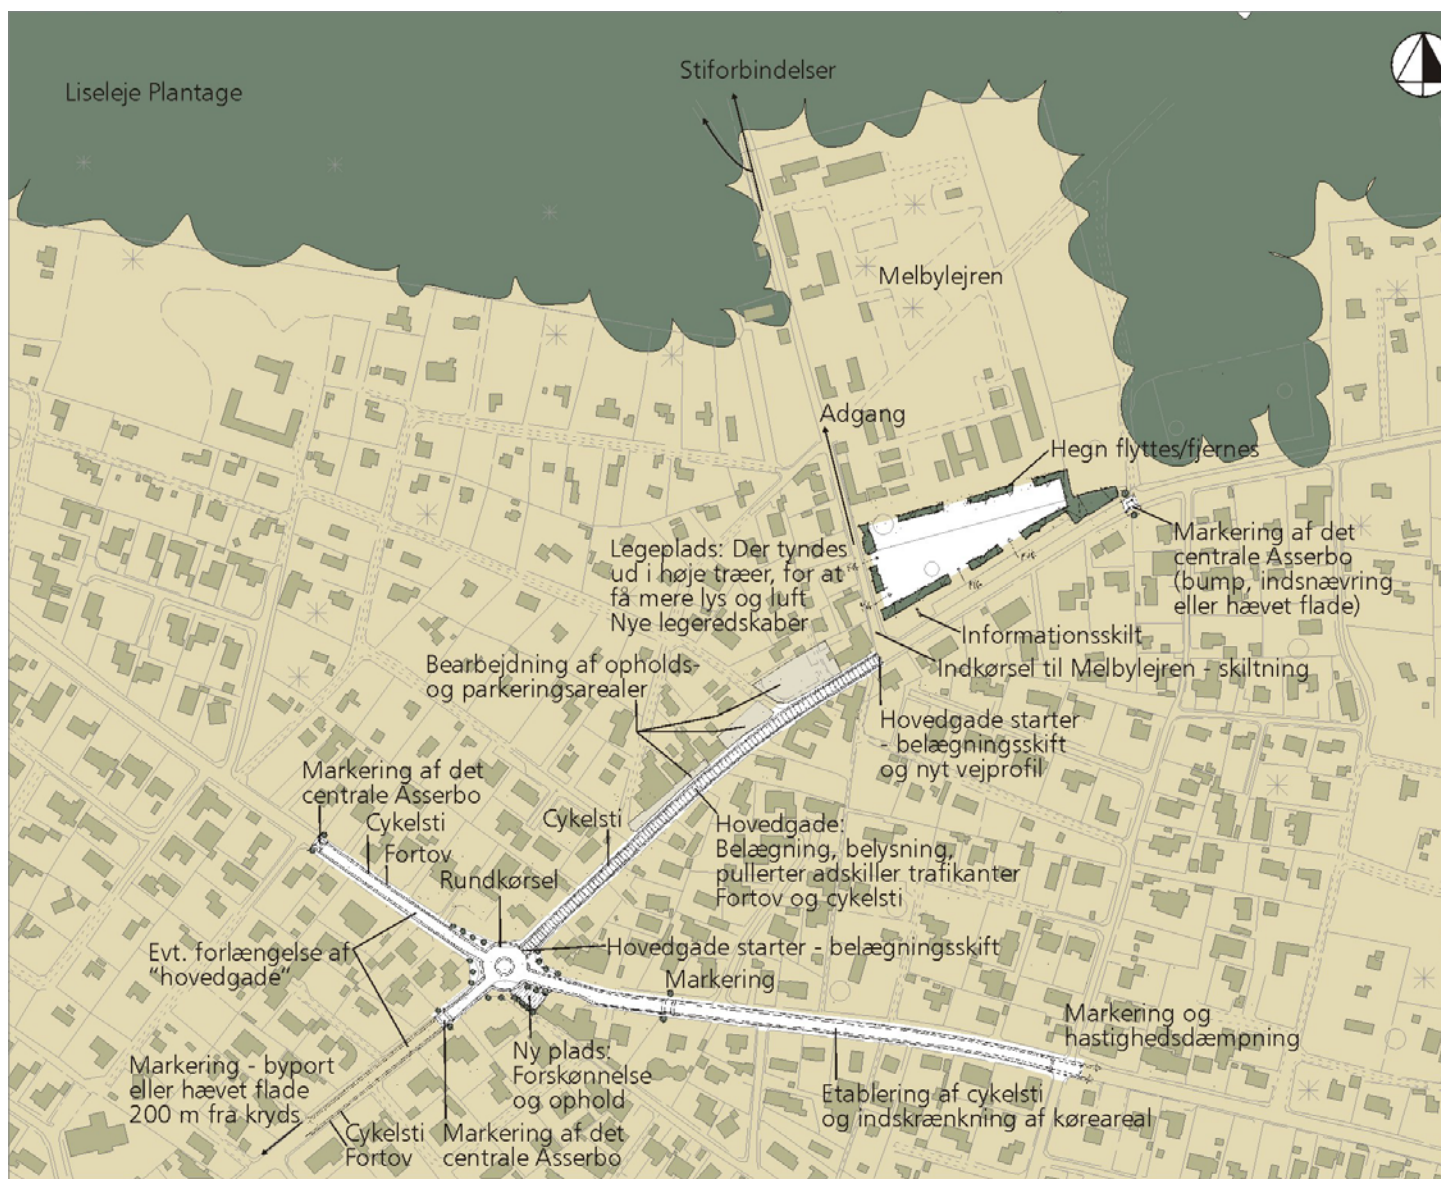 Stiforbindelser
Liseleje Plantage
Melbylejren
Adgang
Hegn flyttes/fjernes
Markering af det
centrale Asserbo
(bump, indsnævring
eller hævet flade)
Legeplads: Der tyndes
ud i høje træer, for at
få mere lys og luft
Nye legeredskaber
Informationsskilt
Indkørsel til Melbylejren - skiltning
Bearbejdning af opholds-
og parkeringsarealer
Hovedgade starter
- belægningsskift
og nyt vejprofil
Markering af det
centrale Asserbo
Cykelsti
Fortov
Cykelsti
Hovedgade:
Belægning, belysning,
pullerter adskiller trafikanter
Fortov og cykelsti
Rundkørsel
Evt. forlængelse af
“hovedgade“
Hovedgade starter - belægningsskift
Markering
Markering og
hastighedsdæmpning
Markering - byport
eller hævet flade
200 m fra kryds
Ny plads:
Forskønnelse
og ophold
Etablering af cykelsti
og indskrænkning af køreareal
Cykelsti
Fortov
Markering af det
centrale Asserbo